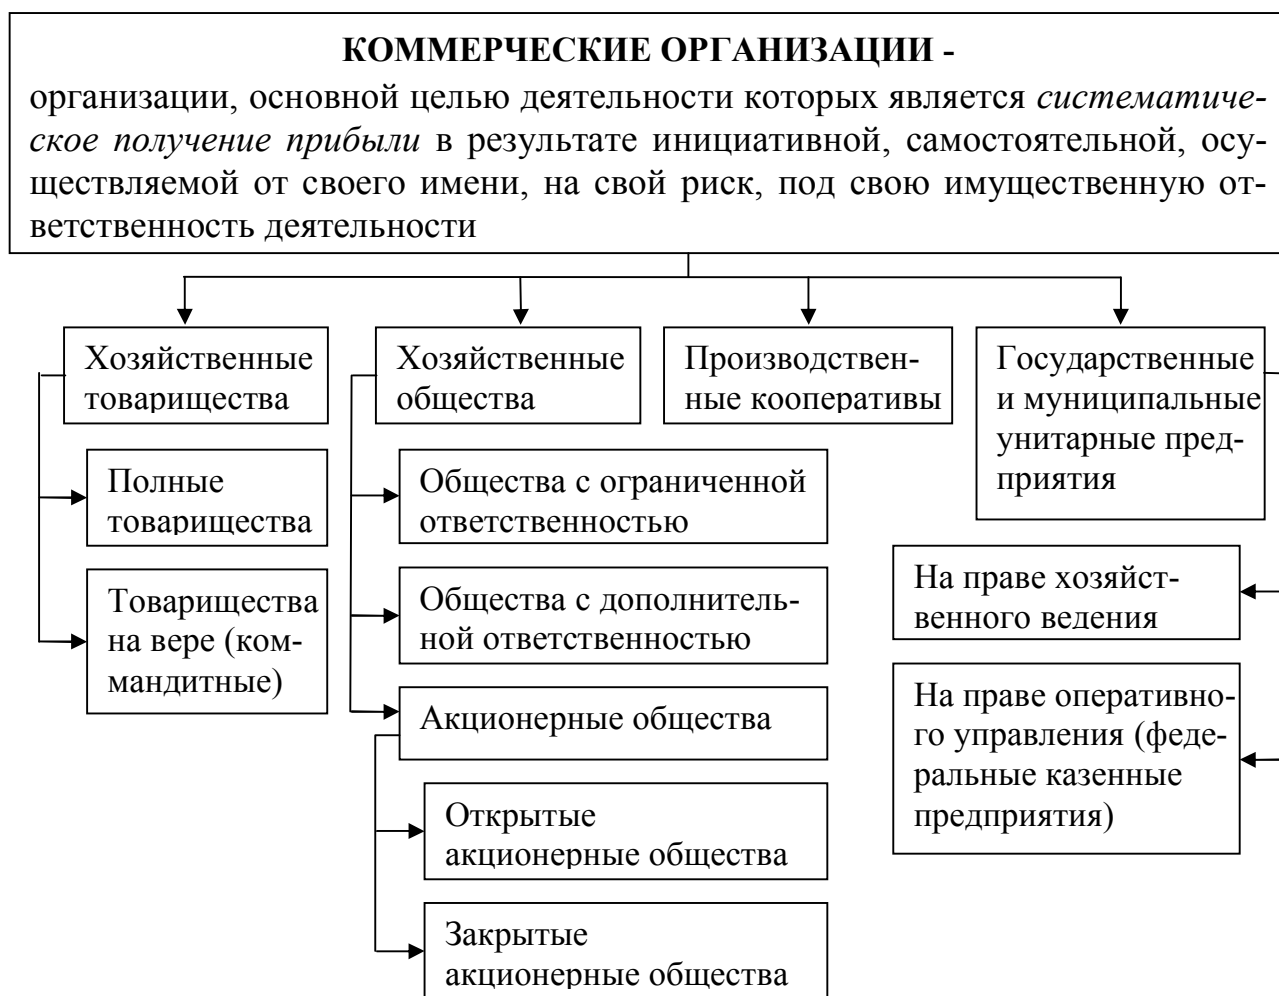 КОММЕРЧЕСКИЕ ОРГАНИЗАЦИИ -
организации, основной целью деятельности которых является систематиче-
ское получение прибыли в результате инициативной, самостоятельной, осу-
ществляемой от своего имени, на свой риск, под свою имущественную от-
ветственность деятельности
Хозяйственные
товарищества
Полные
товарищества
Товарищества
на вере (ком-
мандитные)
Хозяйственные
общества
Общества с ограниченной
ответственностью
Общества с дополнитель-
ной ответственностью
Акционерные общества
Открытые
акционерные общества
Закрытые
акционерные общества
Производствен-
ные кооперативы
Государственные
и муниципальные
унитарные пред-
приятия
На праве хозяйст-
венного ведения
На праве оперативно-
го управления (феде-
ральные казенные
предприятия)